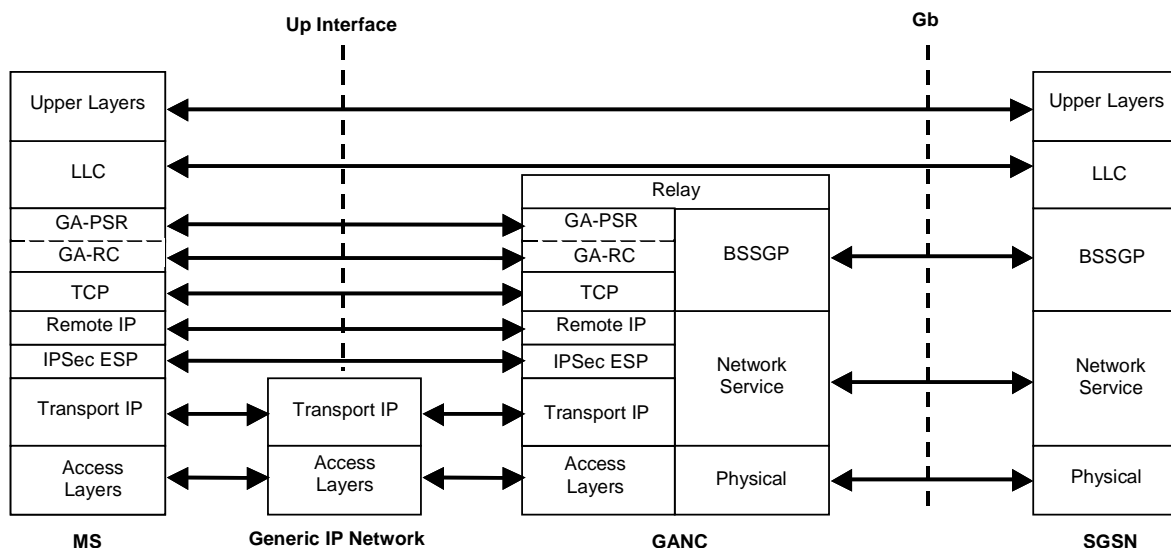 Up Interface
Gb
Upper Layers
Upper Layers
LLC
LLC
Relay
GA-PSR
GA-PSR
GA-RC
GA-RC
BSSGP
BSSGP
TCP
TCP
Remote IP
Remote IP
IPSec ESP
IPSec ESP
Network
Service
Network
Service
Transport IP
Transport IP
Transport IP
Access
Layers
Access
Layers
Access
Layers
Physical
Physical
MS
Generic IP Network
GANC
SGSN